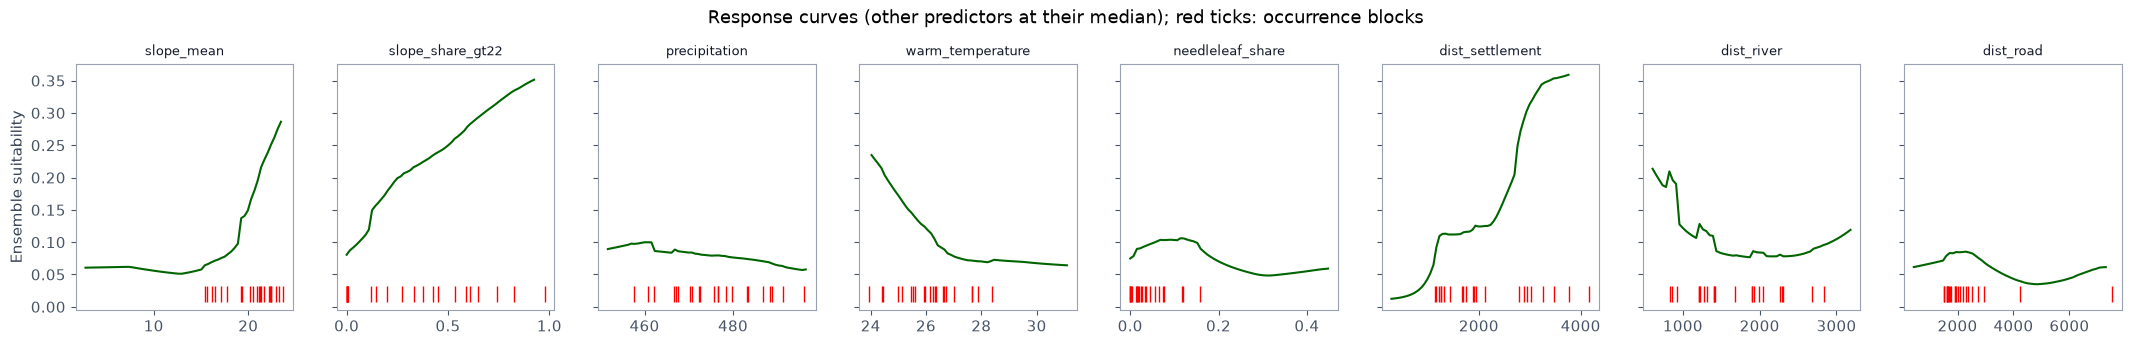 Response curves (other predictors at their median); red ticks: occurrence blocks
slope_mean slope_share_gt22 precipitation warm_temperature needleleaf_share dist_settlement dist_river dist_road
Ensemble suitability
0.35
0.30
0.25
0.20
0.15
0.10
0.05
0.00
10 20 0.0 0.5 1.0 460 480 24 26 28 30 0.0 0.2 0.4 2000 4000 1000 2000 3000 2000 4000 6000